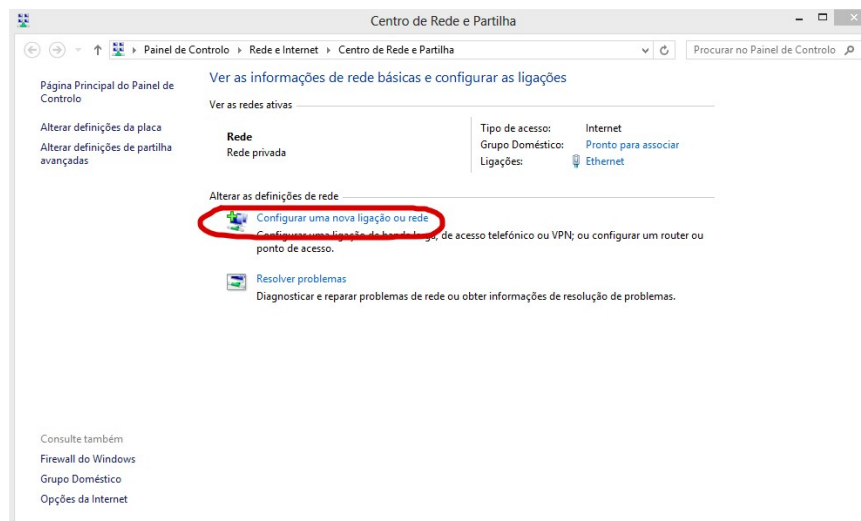 Centro de Rede e Partilha
Painel de Controlo
Rede e Internet
Centro de Rede e Partilha
Procurar no Painel de Controlo
Página Principal do Painel de
Controlo
Alterar definições da placa
Alterar definições de partilha
avançadas
Ver as informações de rede básicas e configurar as ligações
Ver as redes ativas
Rede
Rede privada
Tipo de acesso: Internet
Grupo Doméstico: Pronto para associar
Ligações: Ethernet
Alterar as definições de rede
Configurar uma nova ligação ou rede
Configurar uma ligação de banda larga, de acesso telefónico ou VPN; ou configurar um router ou
ponto de acesso.
Resolver problemas
Diagnosticar e reparar problemas de rede ou obter informações de resolução de problemas.
Consulte também
Firewall do Windows
Grupo Doméstico
Opções da Internet